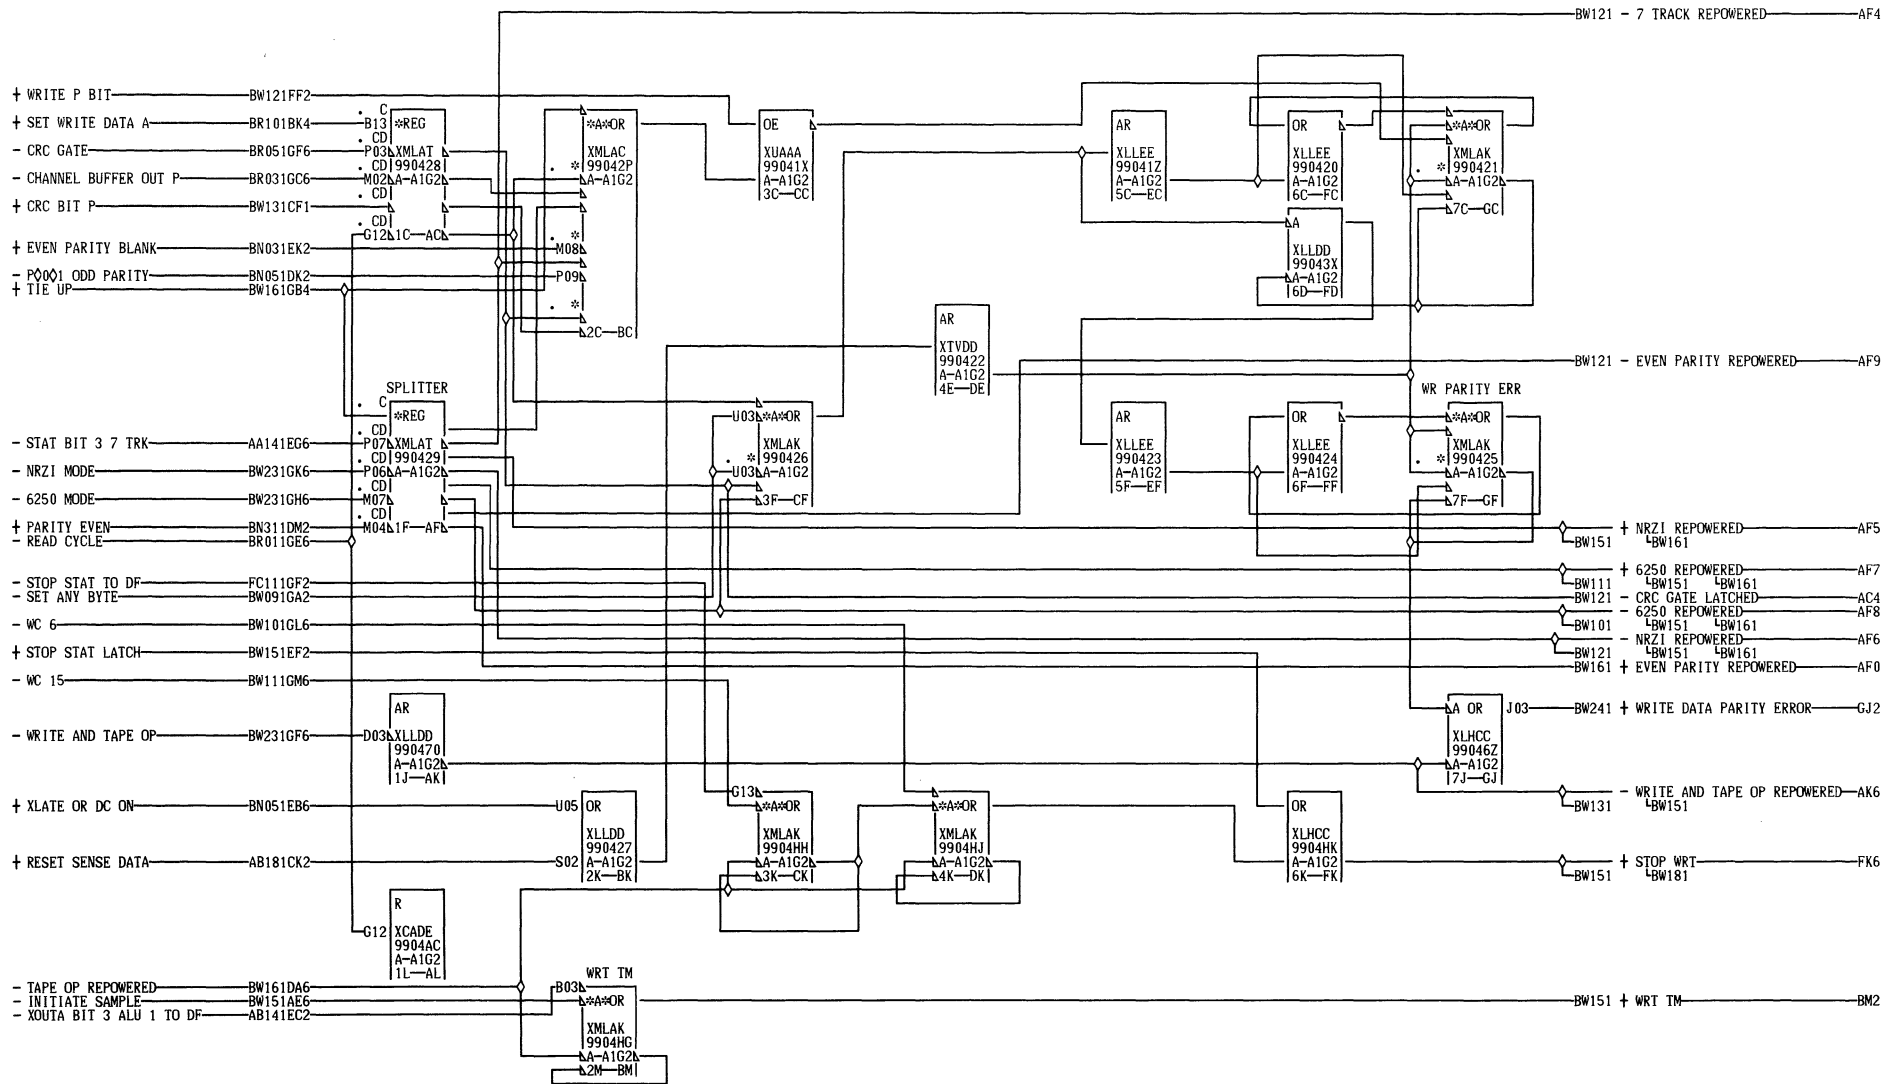 BW121 - 7 TRACK REPOWERED AF4
+ WRITE P BIT BW121FF2
+ SET WRITE DATA A BR101BK4 B13
- CRC GATE BR051GF6 P03
- CHANNEL BUFFER OUT P BR031GC6 M02
+ CRC BIT P BW131CF1
G12
+ EVEN PARITY BLANK BN031EK2 M08
- P◊0◊1 ODD PARITY BN051DK2 P09
+ TIE UP BW161GB4
C
CD
CD
CD
CD
*REG
XMLAT
990428
A-A1G2
1C AC
*A*OR
XMLAC
99042P
* A-A1G2
*
*
2C BC
OE
XUAAA
99041X
A-A1G2
3C CC
AR
XLLEE
99041Z
A-A1G2
5C EC
OR
XLLEE
990420
A-A1G2
6C FC
*A*OR
XMLAK
* 990421
A-A1G2
7C GC
A
XLLDD
99043X
A-A1G2
6D FD
AR
XTVDD
990422
A-A1G2
4E DE
BW121 - EVEN PARITY REPOWERED AF9
SPLITTER
C
CD
CD
CD
CD
*REG
XMLAT
990429
A-A1G2
1F AF
- STAT BIT 3 7 TRK AA141EG6 P07
- NRZI MODE BW231GK6 P06
- 6250 MODE BW231GH6 M07
+ PARITY EVEN BN311DM2 M04
- READ CYCLE BR011GE6
U03 *A*OR
XMLAK
* 990426
U03 A-A1G2
3F CF
AR
XLLEE
990423
A-A1G2
5F EF
OR
XLLEE
990424
A-A1G2
6F FF
WR PARITY ERR
*A*OR
XMLAK
* 990425
A-A1G2
7F GF
+ NRZI REPOWERED AF5
BW151 BW161
- STOP STAT TO DF FC111GF2
- SET ANY BYTE BW091GA2
- WC 6 BW101GL6
+ STOP STAT LATCH BW151EF2
- WC 15 BW111GM6
+ 6250 REPOWERED AF7
BW111 BW151 BW161
BW121 - CRC GATE LATCHED AC4
- 6250 REPOWERED AF8
BW101 BW151 BW161
- NRZI REPOWERED AF6
BW121 BW151 BW161
BW161 + EVEN PARITY REPOWERED AF0
- WRITE AND TAPE OP BW231GF6 D03
AR
XLLDD
990470
A-A1G2
1J AK
A OR J03 BW241 + WRITE DATA PARITY ERROR GJ2
XLHCC
99046Z
A-A1G2
7J GJ
- WRITE AND TAPE OP REPOWERED AK6
BW131 BW151
+ XLATE OR DC ON BN051EB6 U05
+ RESET SENSE DATA AB181CK2 S02
OR
XLLDD
990427
A-A1G2
2K BK
G13
*A*OR
XMLAK
9904HH
A-A1G2
3K CK
*A*OR
XMLAK
9904HJ
A-A1G2
4K DK
OR
XLHCC
9904HK
A-A1G2
6K FK
+ STOP WRT FK6
BW151 BW181
G12
R
XCADE
9904AC
A-A1G2
1L AL
- TAPE OP REPOWERED BW161DA6
- INITIATE SAMPLE BW151AE6
- XOUTA BIT 3 ALU 1 TO DF AB141EC2
WRT TM
B03
*A*OR
XMLAK
9904HG
A-A1G2
2M BM
BW151 + WRT TM BM2